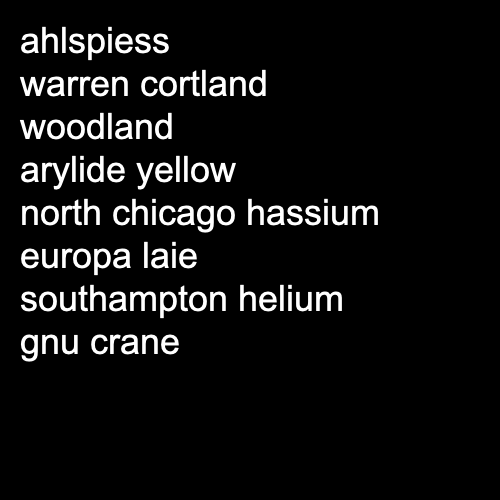 ahlspiess
warren cortland
woodland
arylide yellow
north chicago hassium
europa laie
southampton helium
gnu crane